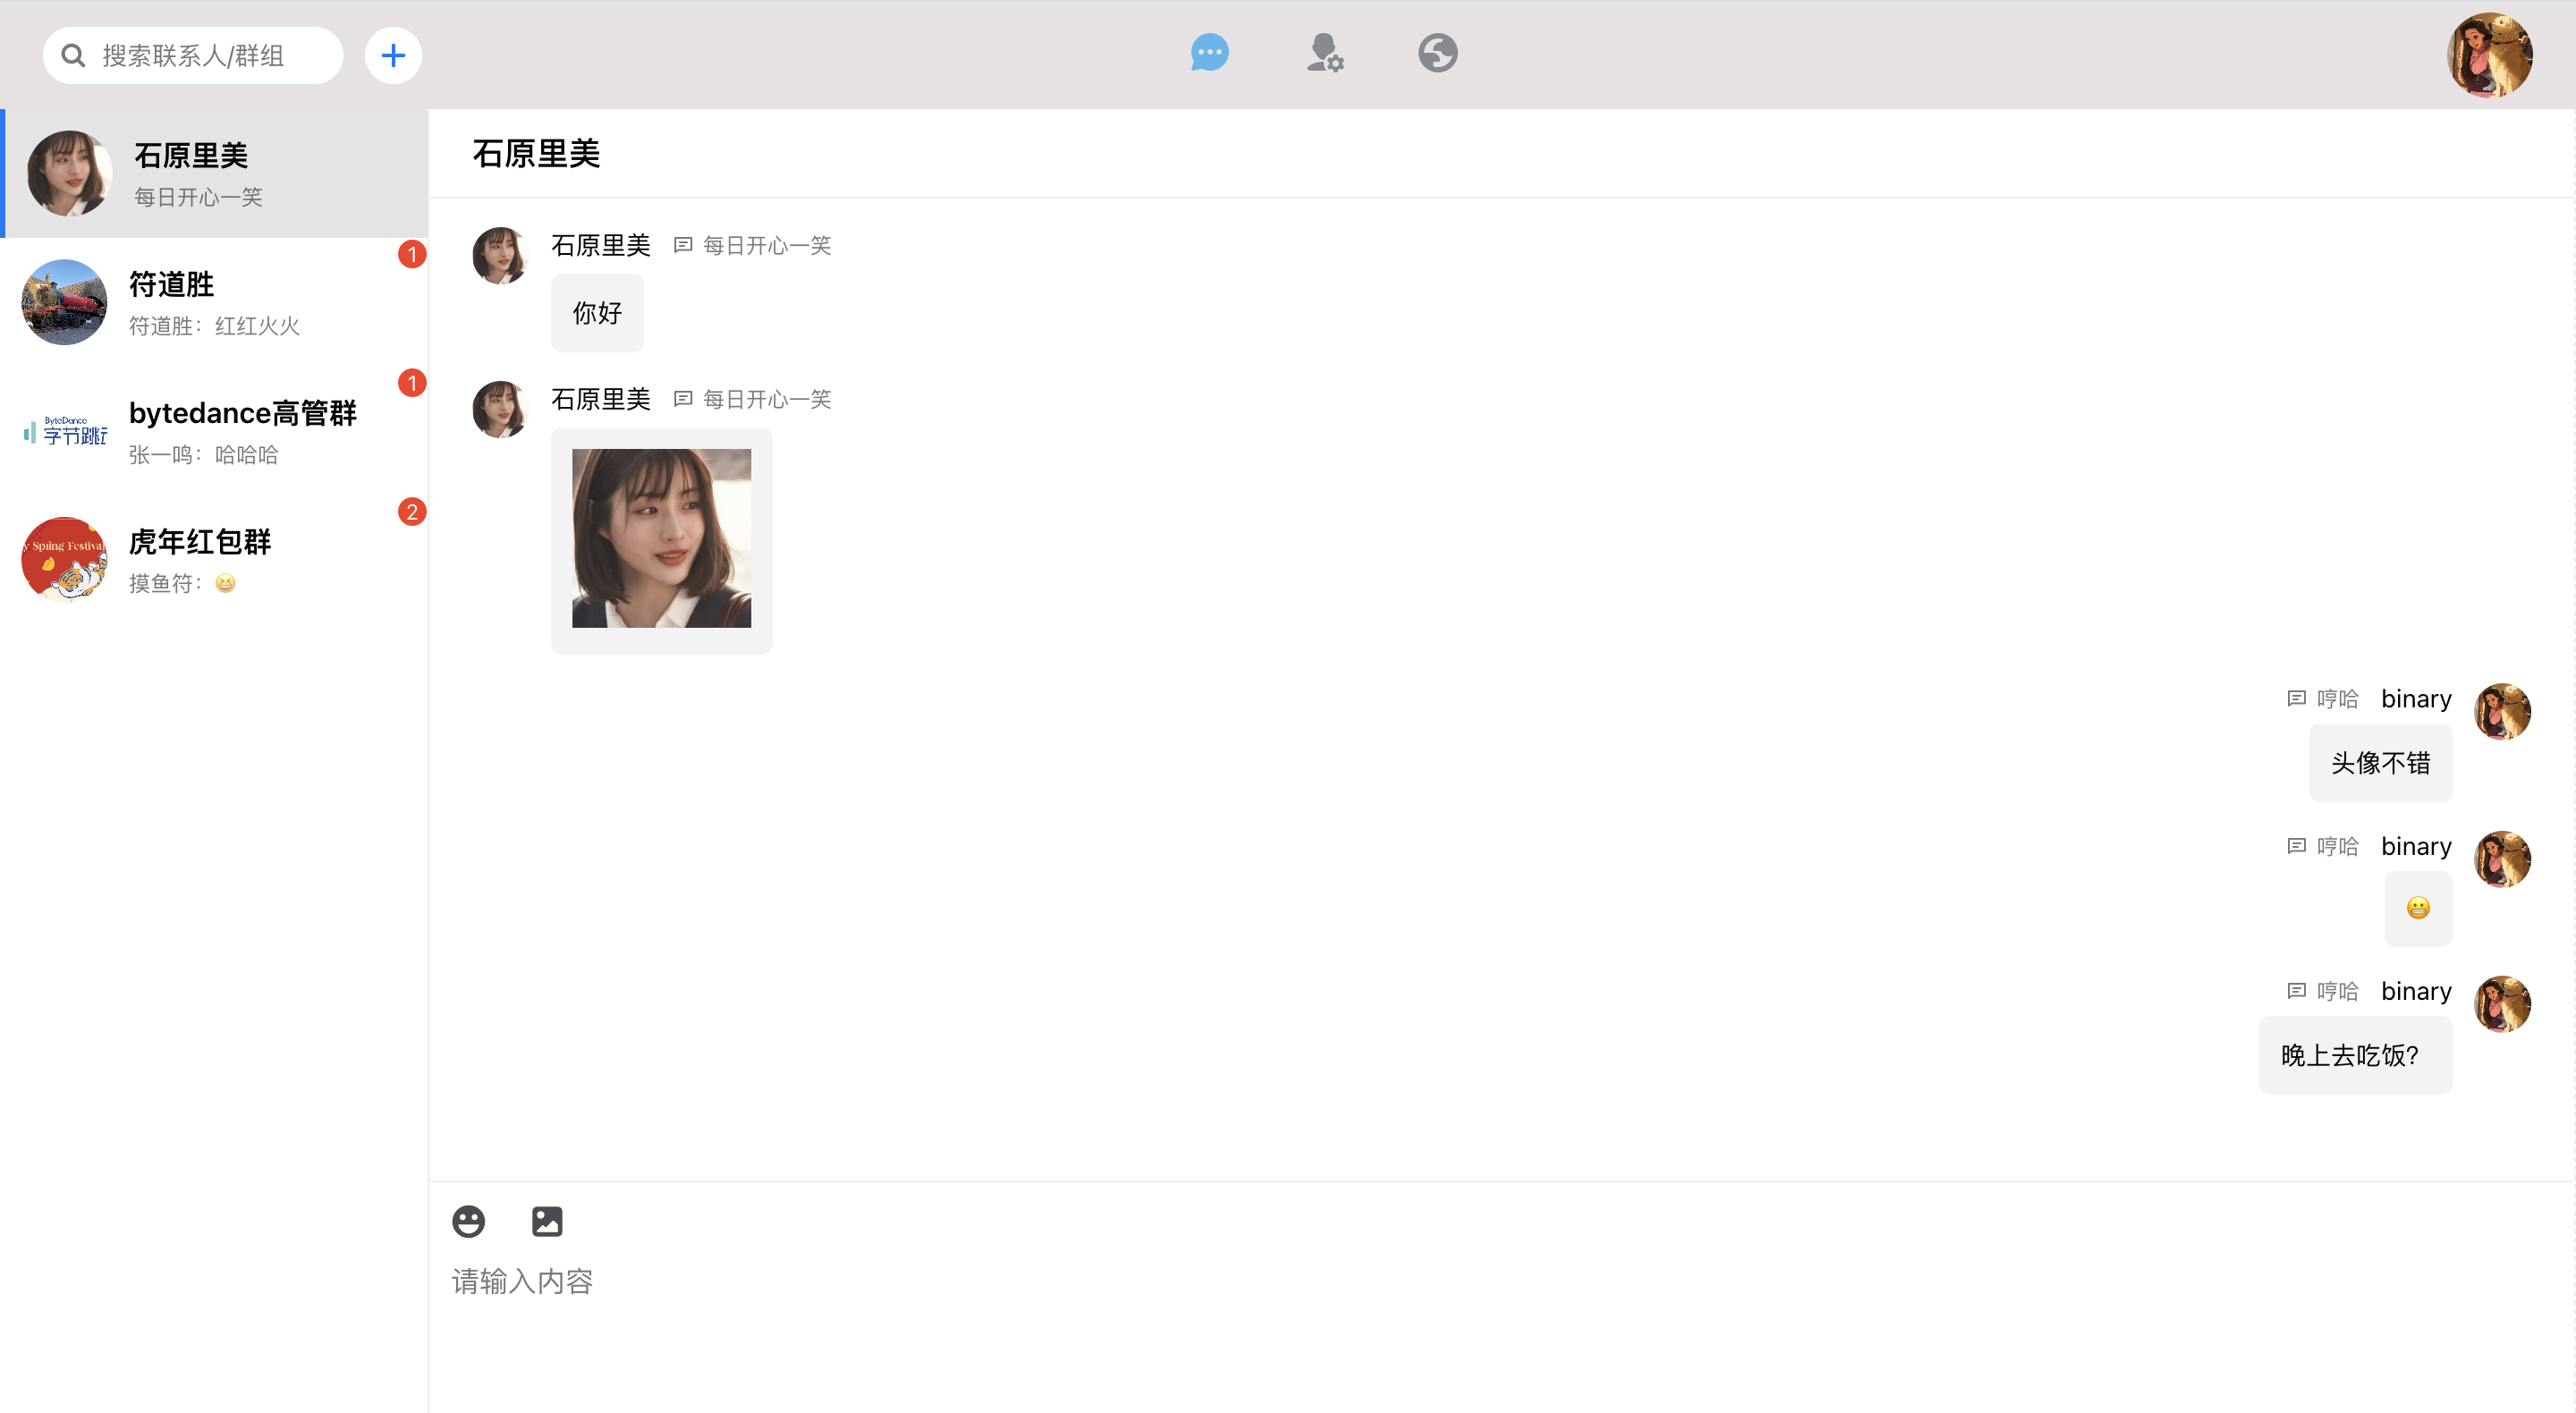 搜索联系人/群组
石原里美
每日开心一笑
1
符道胜
符道胜：红红火火
1
ByteDance
字节跳
bytedance高管群
张一鸣：哈哈哈
2
Spring Festival
虎年红包群
摸鱼符：😆
石原里美
石原里美 每日开心一笑
你好
石原里美 每日开心一笑
哼哈 binary
头像不错
哼哈 binary
😬
哼哈 binary
晚上去吃饭？
请输入内容